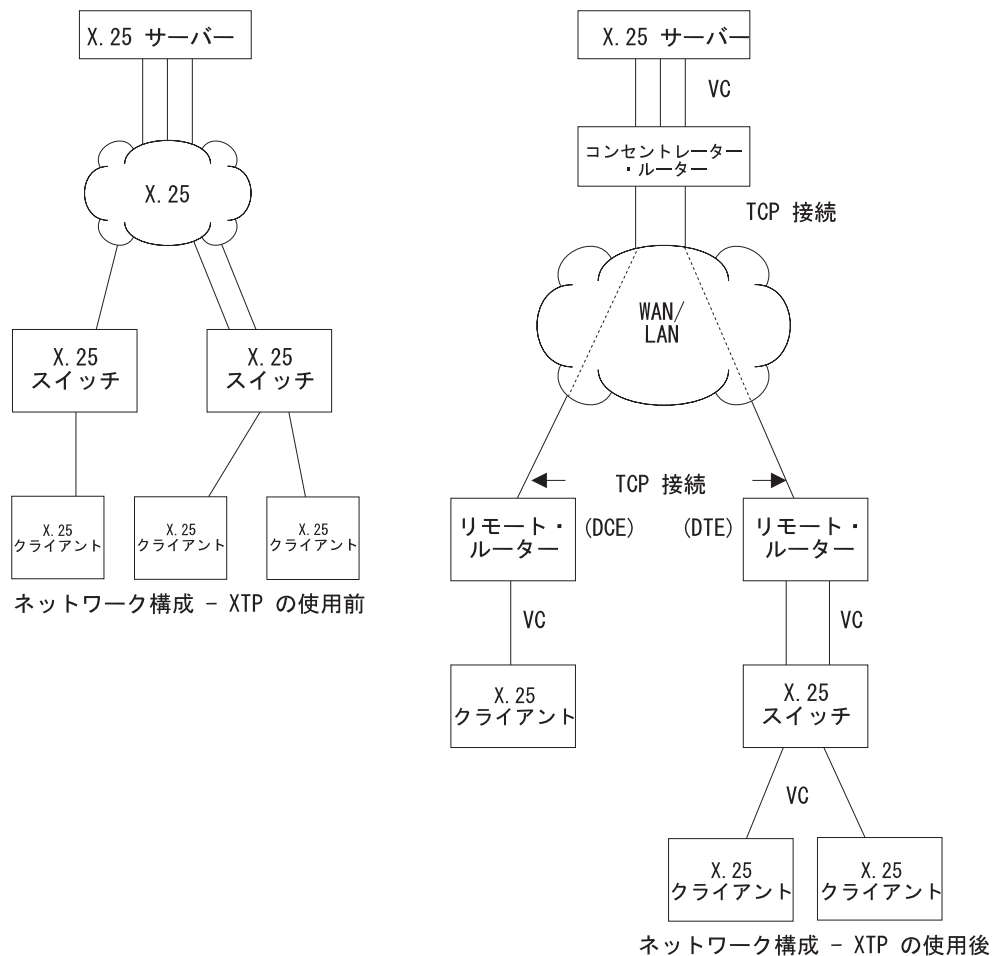 X.25 サーバー
X.25
X.25
スイッチ
X.25
スイッチ
X.25
クライアント
X.25
クライアント
X.25
クライアント
ネットワーク構成 - XTP の使用前
X.25 サーバー
VC
コンセントレーター
・ルーター
TCP 接続
WAN/
LAN
TCP 接続
リモート・
ルーター
(DCE)
(DTE)
リモート・
ルーター
VC
VC
X.25
クライアント
X.25
スイッチ
VC
X.25
クライアント
X.25
クライアント
ネットワーク構成 - XTP の使用後